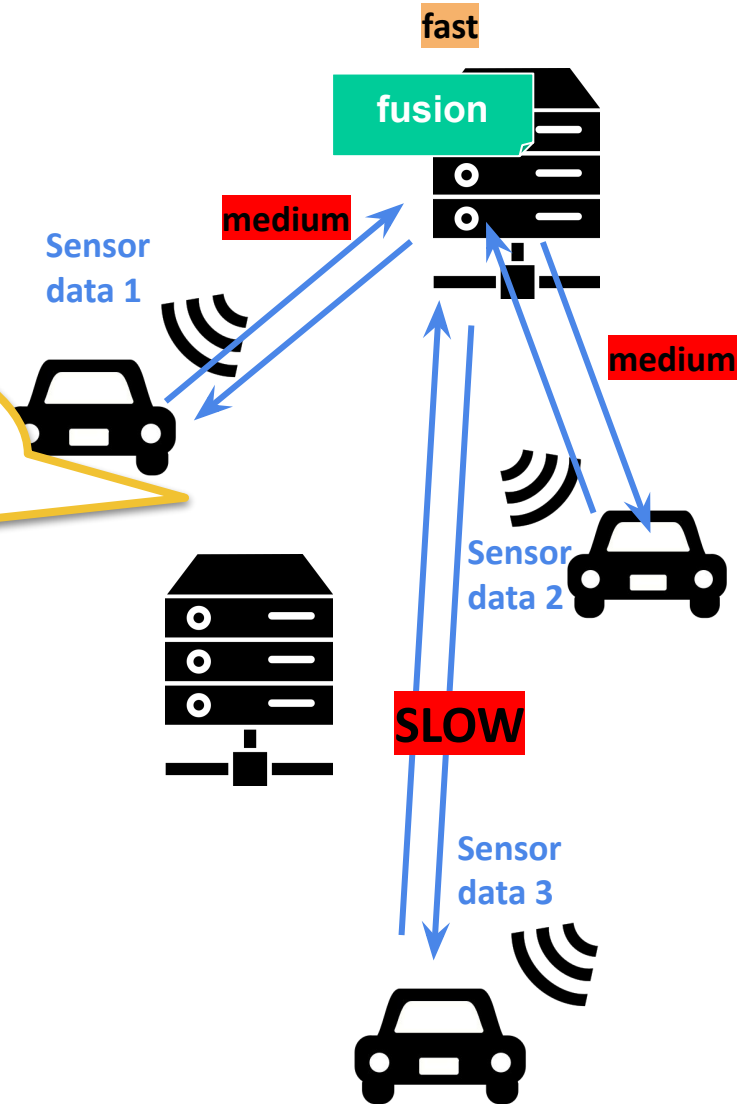 fast
fusion
medium
Sensor
data 1
medium
Sensor
data 2
SLOW
Sensor
data 3